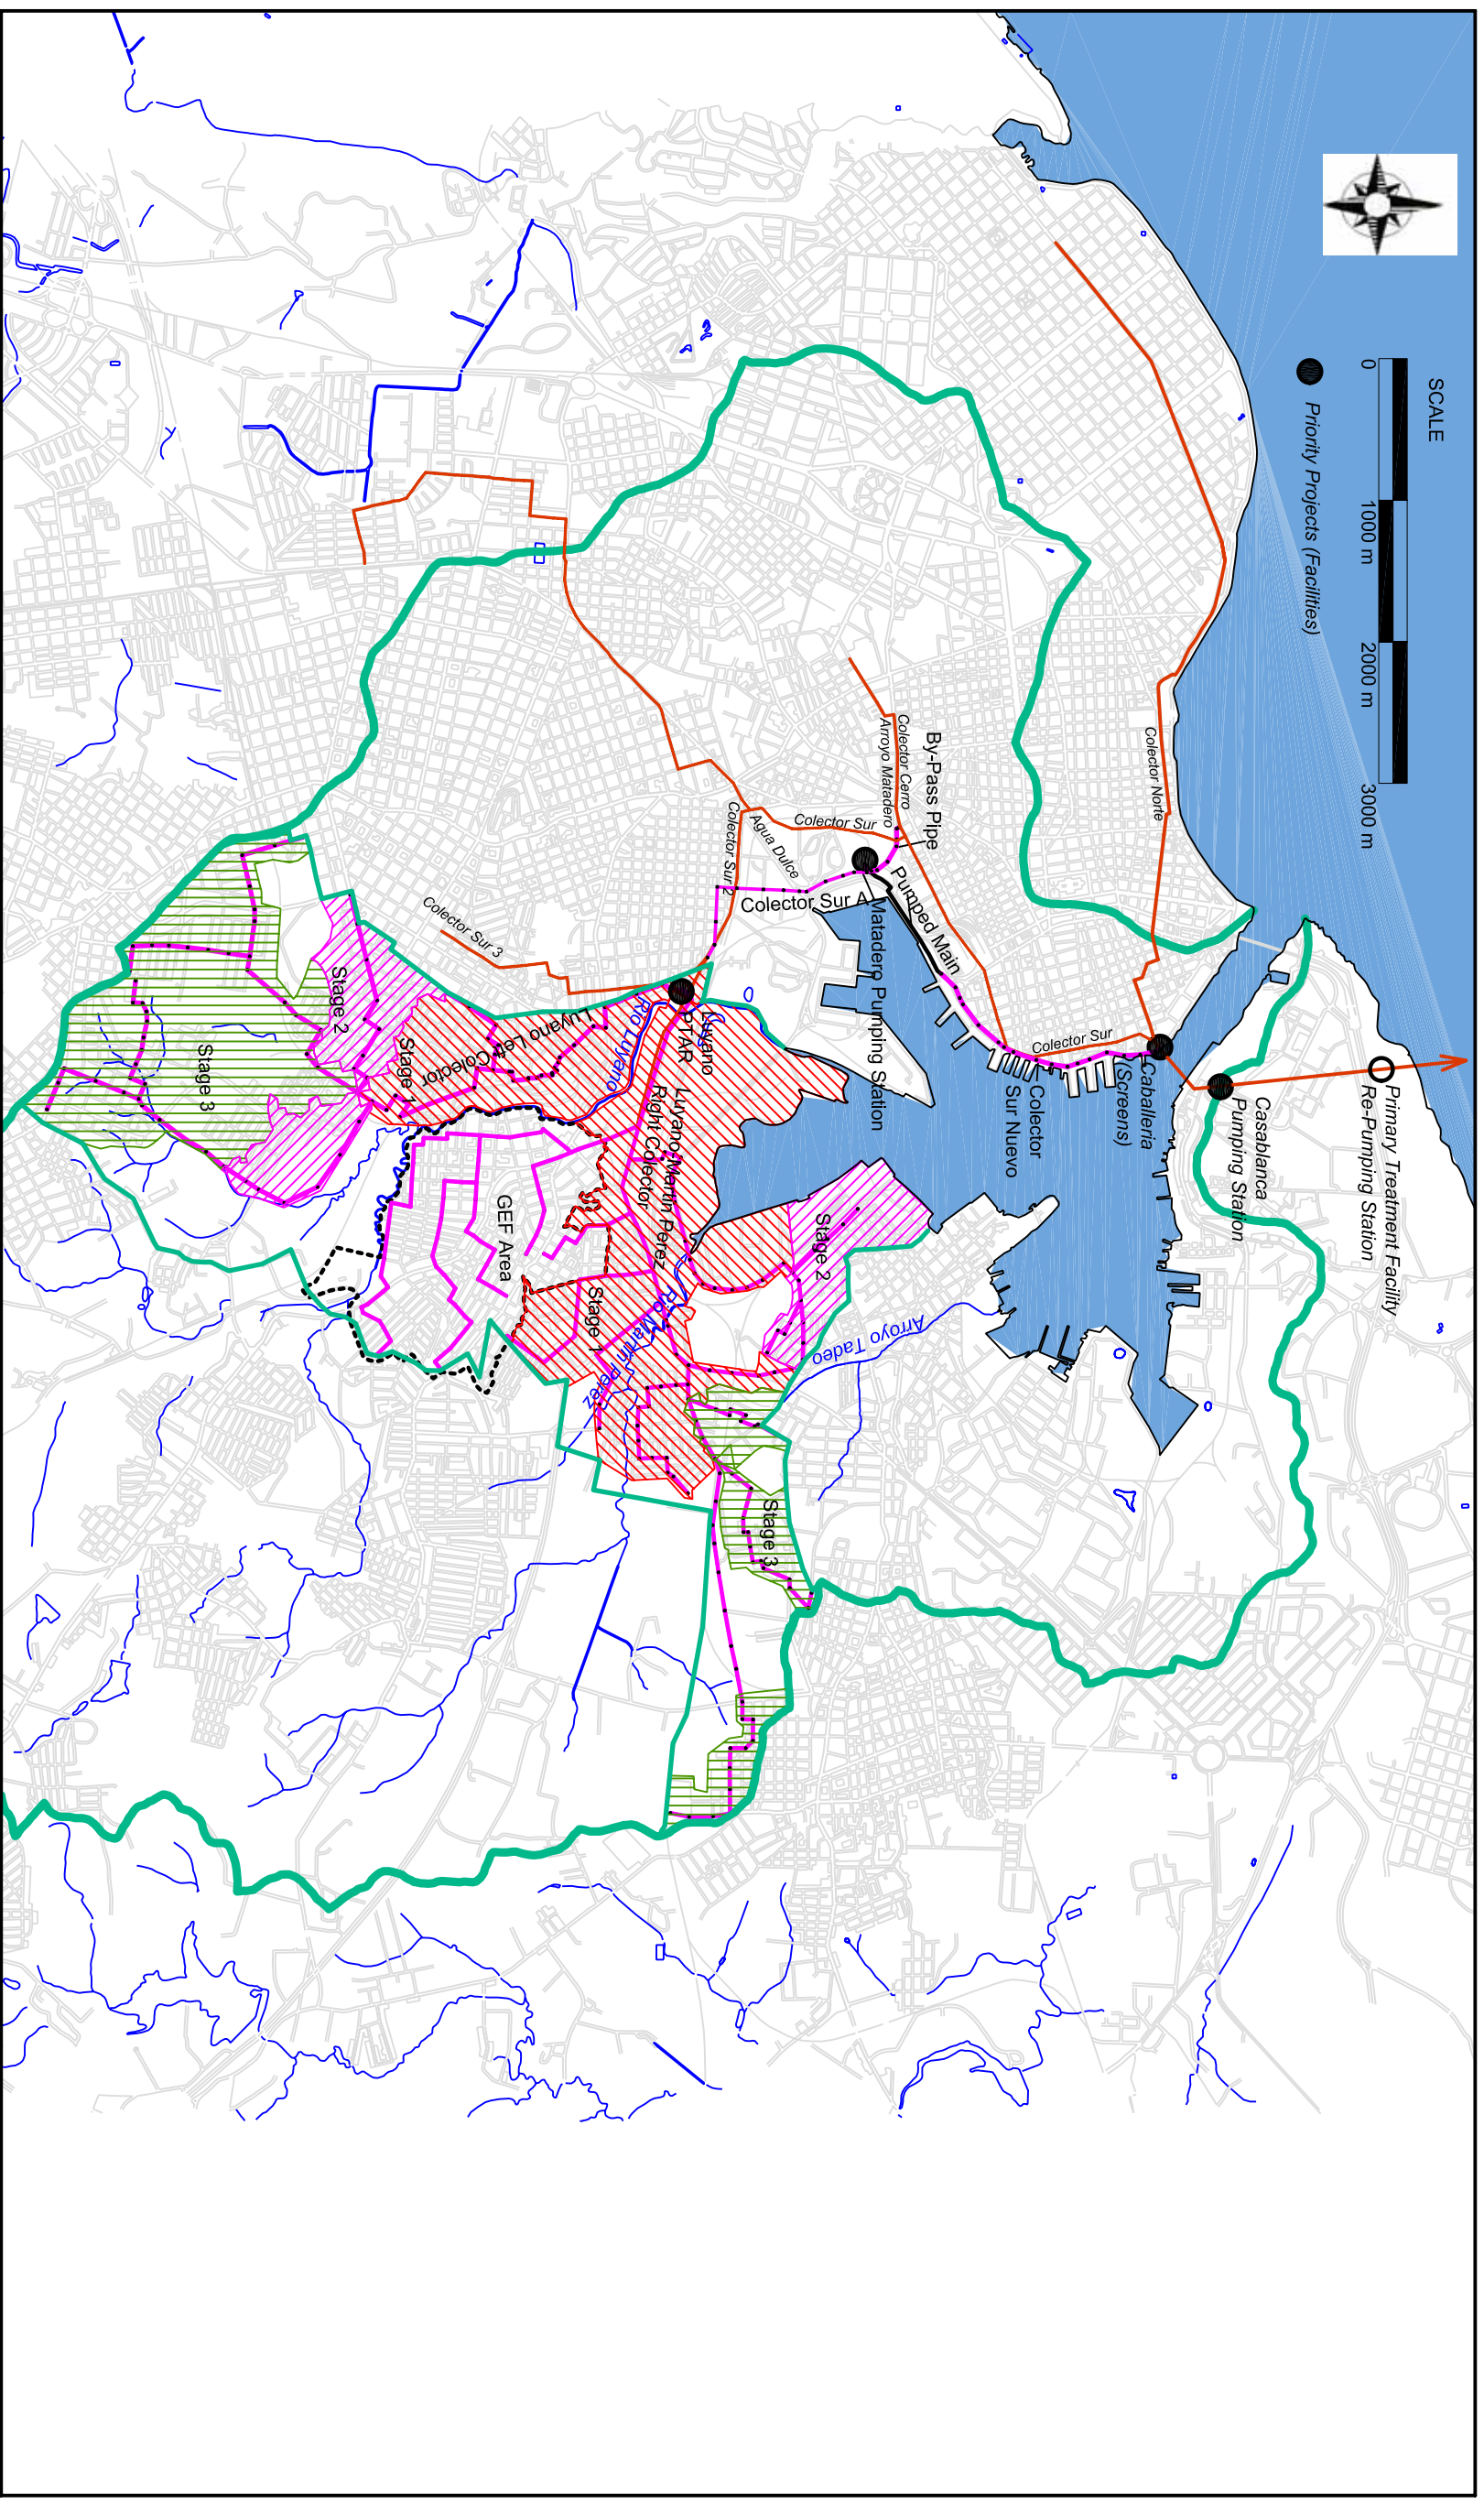 SCALE
0
1000 m
2000 m
3000 m
Priority Projects (Facilities)
Primary Treatment Facility
Re-Pumping Station
Casablanca
Pumping Station
Caballeria
(Screens)
Colector Norte
Colector Sur
Colector
Sur Nuevo
By-Pass Pipe
Colector Cerro
Arroyo Matadero
Pumped Main
Matadero Pumping Station
Colector Sur
Agua Dulce
Colector Sur A
Colector Sur 2
Colector Sur 3
Luyano
PTAR
Rio Luyano
Luyano Left Colector
Luyano-Martin Perez
Right Colector
Stage 1
Stage 2
Stage 3
GEF Area
Stage 1
Rio Martin Perez
Stage 2
Arroyo Tadeo
Stage 3